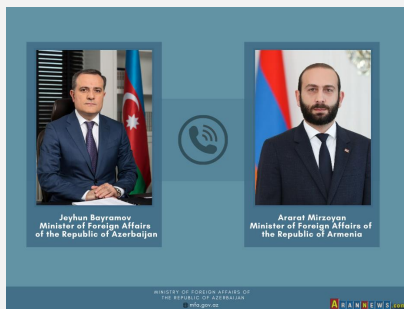 Jeyhun Bayramov
Minister of Foreign Affairs
of the Republic of Azerbaijan
Ararat Mirzoyan
Minister of Foreign Affairs of
the Republic of Armenia
MINISTRY OF FOREIGN AFFAIRS OF
THE REPUBLIC OF AZERBAIJAN
mfa.gov.az
ARANNEWS.com